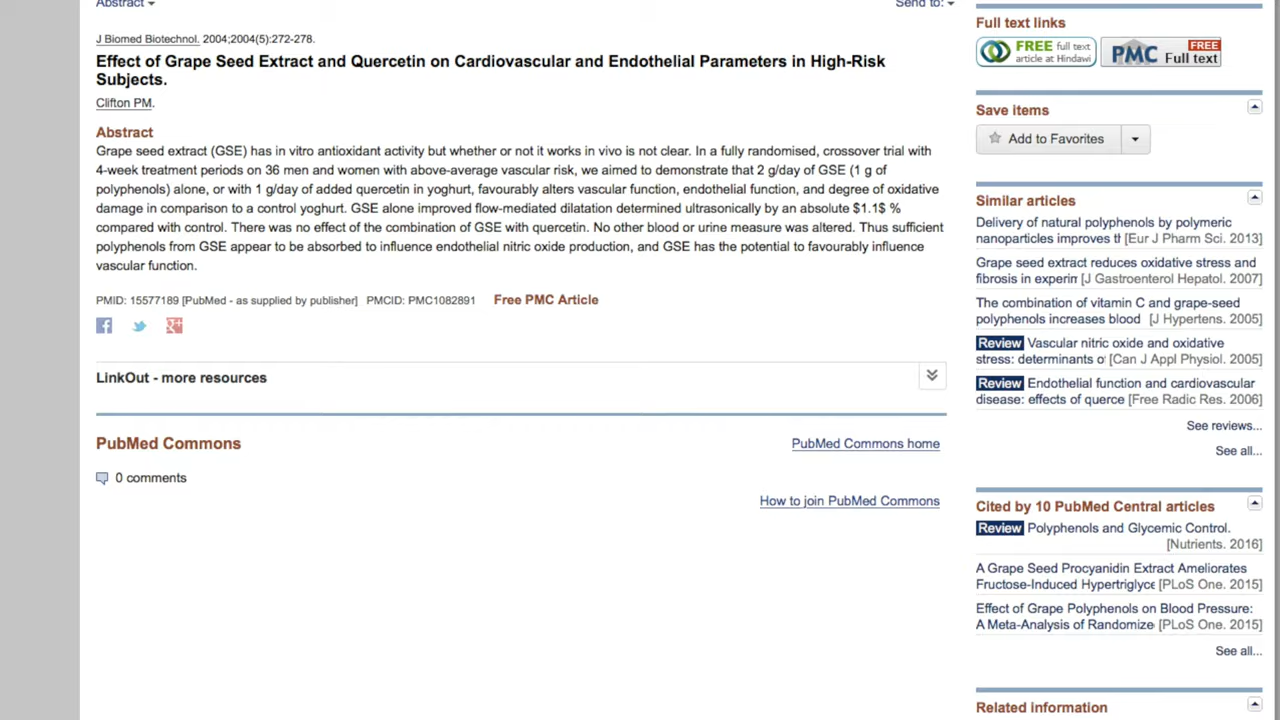 Abstract
Send to:
J Biomed Biotechnol. 2004;2004(5):272-278.
Effect of Grape Seed Extract and Quercetin on Cardiovascular and Endothelial Parameters in High-Risk
Subjects.
Clifton PM.
Abstract
Grape seed extract (GSE) has in vitro antioxidant activity but whether or not it works in vivo is not clear. In a fully randomised, crossover trial with
4-week treatment periods on 36 men and women with above-average vascular risk, we aimed to demonstrate that 2 g/day of GSE (1 g of
polyphenols) alone, or with 1 g/day of added quercetin in yoghurt, favourably alters vascular function, endothelial function, and degree of oxidative
damage in comparison to a control yoghurt. GSE alone improved flow-mediated dilatation determined ultrasonically by an absolute $1.1$ %
compared with control. There was no effect of the combination of GSE with quercetin. No other blood or urine measure was altered. Thus sufficient
polyphenols from GSE appear to be absorbed to influence endothelial nitric oxide production, and GSE has the potential to favourably influence
vascular function.
PMID: 15577189 [PubMed - as supplied by publisher] PMCID: PMC1082891 Free PMC Article
LinkOut - more resources
PubMed Commons
PubMed Commons home
0 comments
How to join PubMed Commons
Full text links
FREE full text
article at Hindawi
PMC FREE
Full text
Save items
Add to Favorites
Similar articles
Delivery of natural polyphenols by polymeric
nanoparticles improves tl [Eur J Pharm Sci. 2013]
Grape seed extract reduces oxidative stress and
fibrosis in experim [J Gastroenterol Hepatol. 2007]
The combination of vitamin C and grape-seed
polyphenols increases blood [J Hypertens. 2005]
Review Vascular nitric oxide and oxidative
stress: determinants o [Can J Appl Physiol. 2005]
Review Endothelial function and cardiovascular
disease: effects of querce [Free Radic Res. 2006]
See reviews...
See all...
Cited by 10 PubMed Central articles
Review Polyphenols and Glycemic Control.
[Nutrients. 2016]
A Grape Seed Procyanidin Extract Ameliorates
Fructose-Induced Hypertriglyce [PLoS One. 2015]
Effect of Grape Polyphenols on Blood Pressure:
A Meta-Analysis of Randomize [PLoS One. 2015]
See all...
Related information